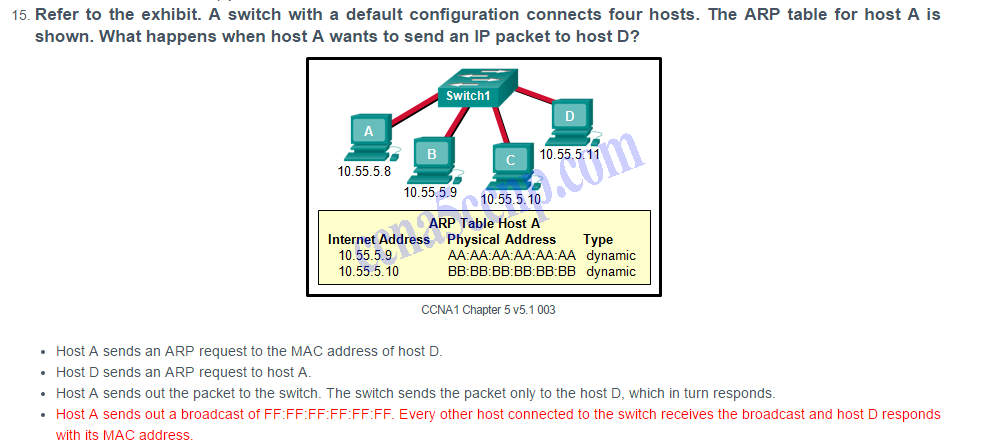 15. Refer to the exhibit. A switch with a default configuration connects four hosts. The ARP table for host A is
shown. What happens when host A wants to send an IP packet to host D?
Switch1
A
D
B
C
10.55.5.11
10.55.5.8
10.55.5.9
10.55.5.10
ccna5ccnp.com
ARP Table Host A
Internet Address Physical Address Type
10.55.5.9 AA:AA:AA:AA:AA:AA dynamic
10.55.5.10 BB:BB:BB:BB:BB:BB dynamic
CCNA1 Chapter 5 v5.1 003
• Host A sends an ARP request to the MAC address of host D.
• Host D sends an ARP request to host A.
• Host A sends out the packet to the switch. The switch sends the packet only to the host D, which in turn responds.
• Host A sends out a broadcast of FF:FF:FF:FF:FF:FF. Every other host connected to the switch receives the broadcast and host D responds
with its MAC address.